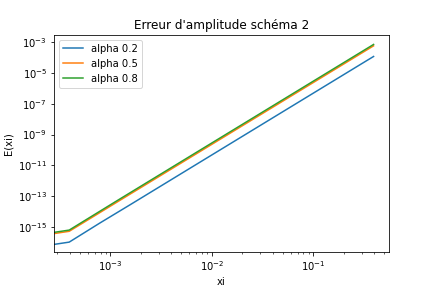 Erreur d'amplitude schéma 2
alpha 0.2
alpha 0.5
alpha 0.8
E(xi)
10⁻³
10⁻⁵
10⁻⁷
10⁻⁹
10⁻¹¹
10⁻¹³
10⁻¹⁵
10⁻³
10⁻²
10⁻¹
xi